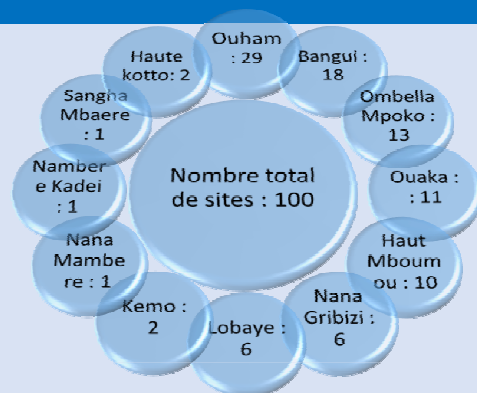 Ouham
: 29
Bangui :
18
Ombella
Mpoko :
13
Ouaka :
: 11
Haut
Mboum
ou : 10
Nana
Gribizi :
6
Lobaye :
6
Kemo :
2
Nana
Mambe
re : 1
Namber
e Kadei
: 1
Sangha
Mbaere
: 1
Haute
kotto: 2
Nombre total
de sites : 100